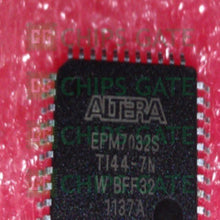 CHIPS GATE
ALTERA
EPM7032S
TI44-7N
W BFF32
1137A